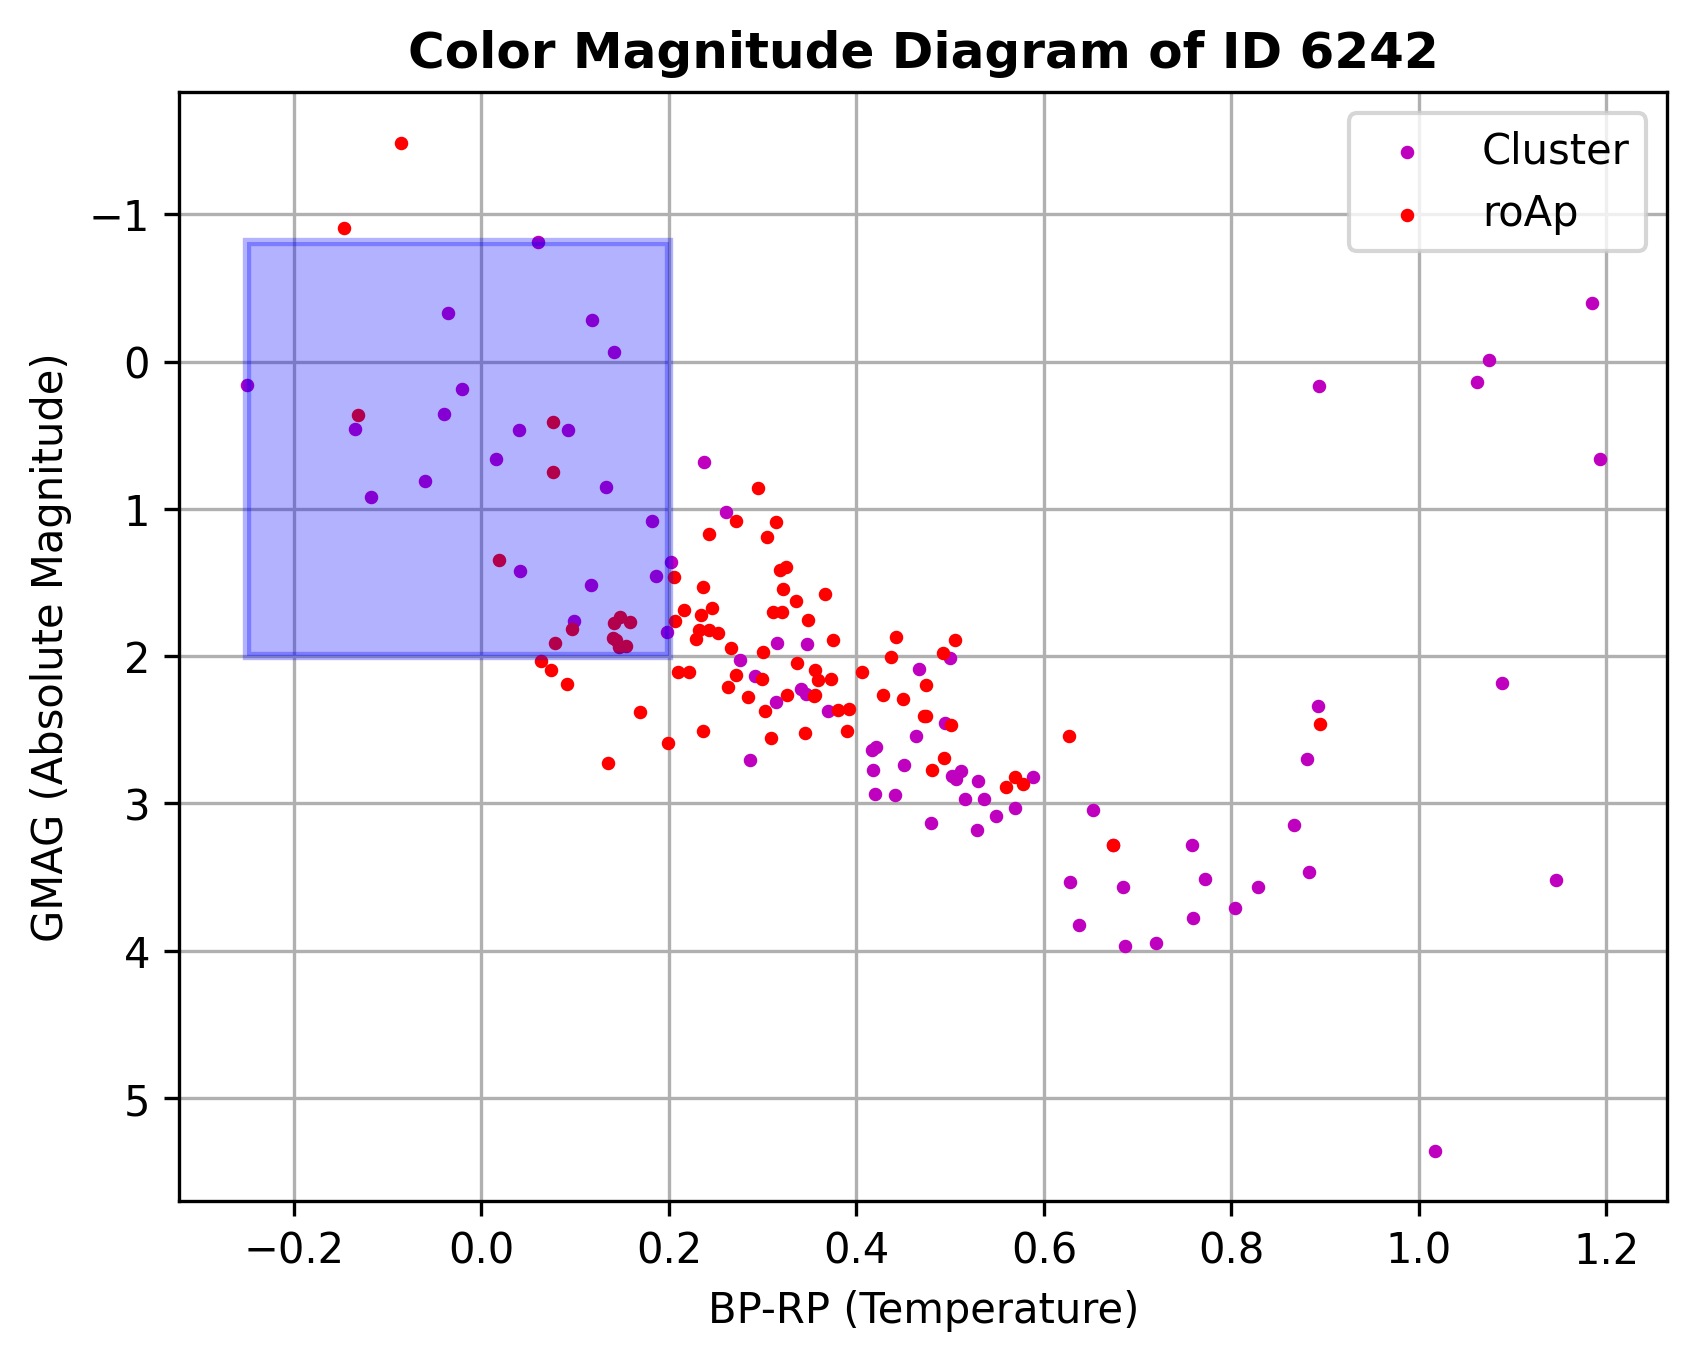 Color Magnitude Diagram of ID 6242
Cluster
roAp
GMAG (Absolute Magnitude)
−1
0
1
2
3
4
5
−0.2 0.0 0.2 0.4 0.6 0.8 1.0 1.2
BP-RP (Temperature)